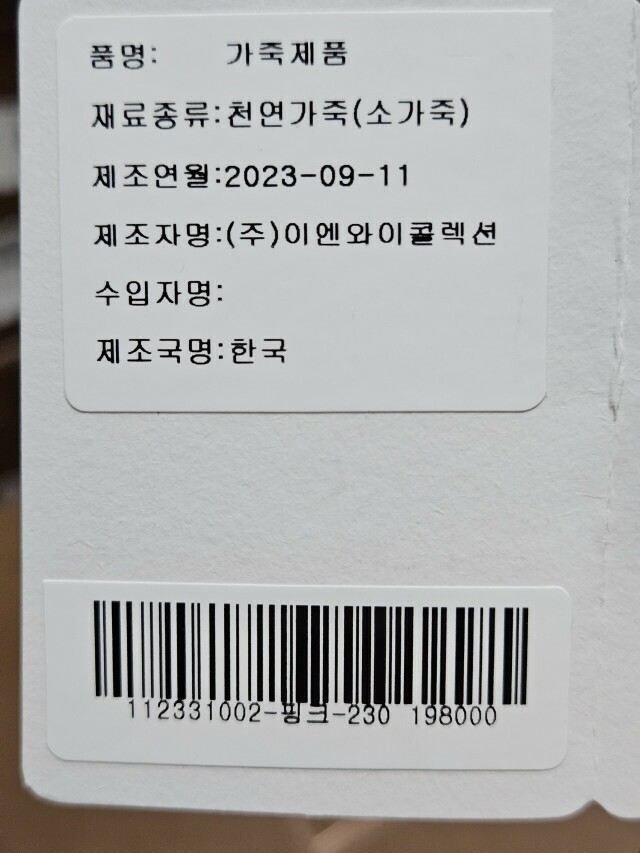 품명: 가죽제품
재료종류:천연가죽(소가죽)
제조연월:2023-09-11
제조자명:(주)이엔와이콜렉션
수입자명:
제조국명:한국
112331002-핑크-230 198000